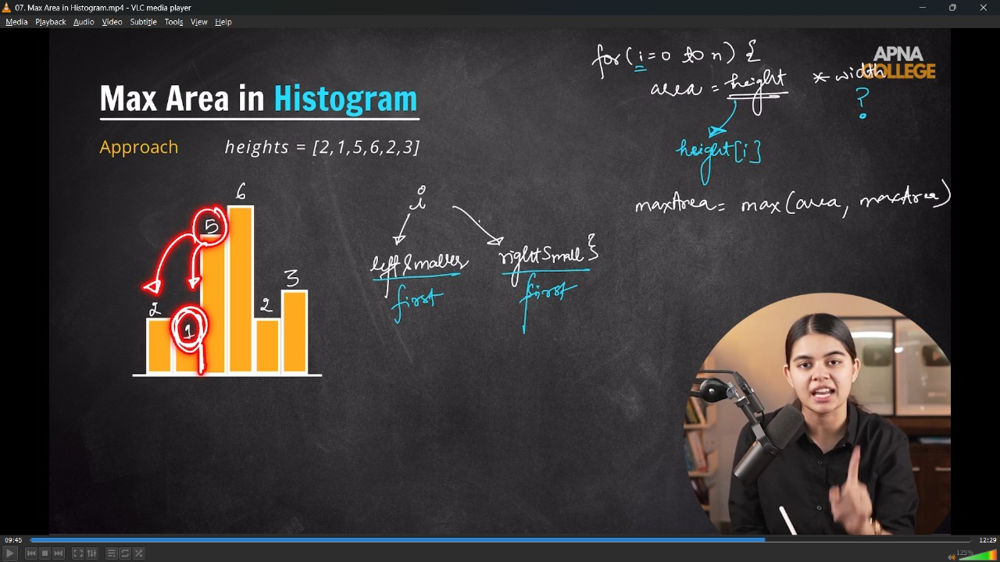 07. Max Area in Histogram.mp4 - VLC media player
Media Playback Audio Video Subtitle Tools View Help
for (i=0 to n) {
APNA
COLLEGE
area = height * width
?
height[i]
maxArea = max(area, maxArea)
}
Max Area in Histogram
Approach heights = [2,1,5,6,2,3]
6
5
3
2
2
1
i
leftSmaller rightSmall
first first
09:45
12:29
125%